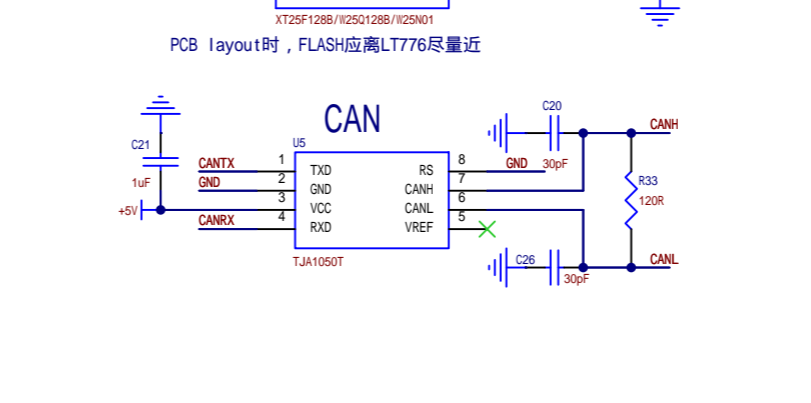 XT25F128B/W25Q128B/W25N01
PCB layout时，FLASH应离LT776尽量近
CAN
C21
1uF
+5V
CANTX
GND
CANRX
1
2
3
4
U5
TXD
GND
VCC
RXD
RS
CANH
CANL
VREF
TJA1050T
8
7
6
5
GND
C20
30pF
CANH
R33
120R
C26
30pF
CANL